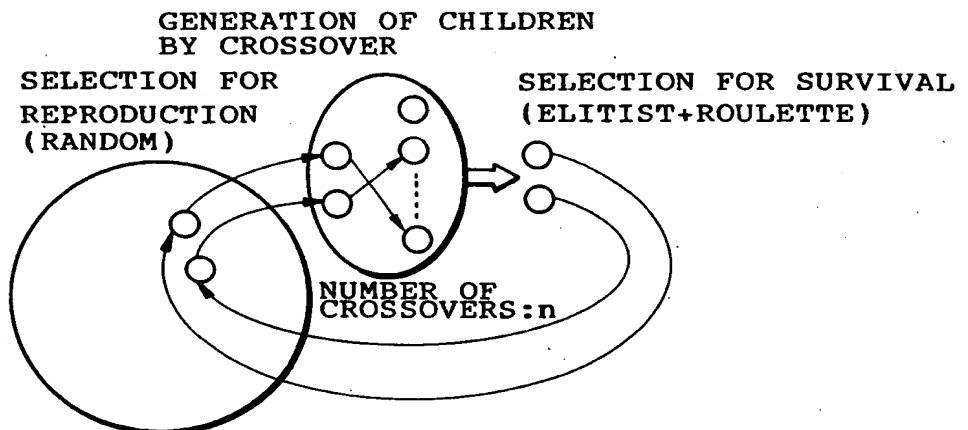 GENERATION OF CHILDREN
BY CROSSOVER
SELECTION FOR
REPRODUCTION
(RANDOM)
SELECTION FOR SURVIVAL
(ELITIST+ROULETTE)
NUMBER OF
CROSSOVERS:n